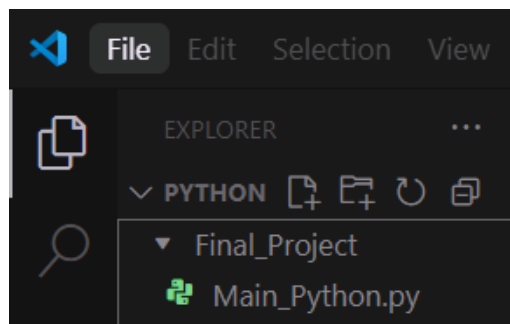 File Edit Selection View
EXPLORER
PYTHON
Final_Project
Main_Python.py